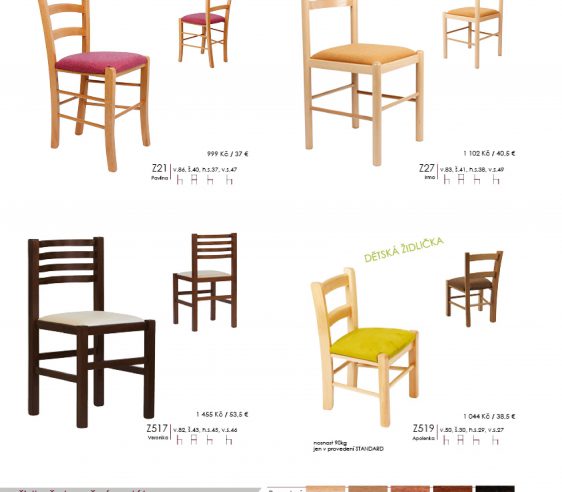 999 Kč / 37 €
Z21
v.86, š.40, h.s.37, v.s.47
Pavlína
1 102 Kč / 40,5 €
Z27
v.83, š.41, h.s.38, v.s.49
Irma
DĚTSKÁ ŽIDLIČKA
1 455 Kč / 53,5 €
Z517
v.82, š.43, h.s.45, v.s.46
Veronika
1 044 Kč / 38,5 €
Z519
v.50, š.30, h.s.29, v.s.27
Apolenka
nosnost 90kg
jen v provedení STANDARD